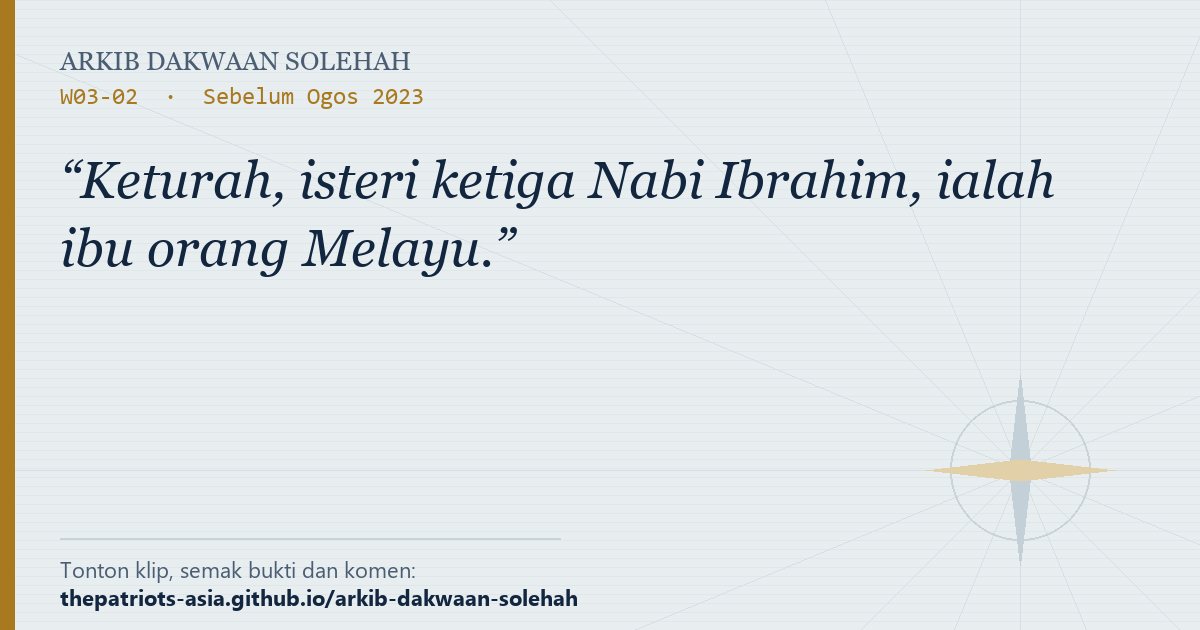 ARKIB DAKWAAN SOLEHAH
W03-02 · Sebelum Ogos 2023
“Keturah, isteri ketiga Nabi Ibrahim, ialah
ibu orang Melayu.”
Tonton klip, semak bukti dan komen:
thepatriots-asia.github.io/arkib-dakwaan-solehah